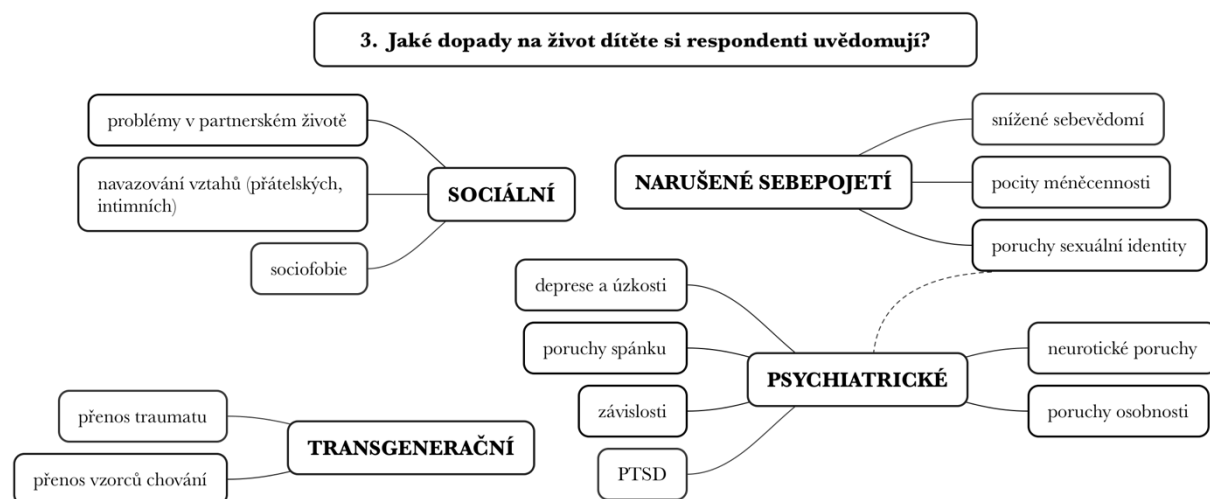 3. Jaké dopady na život dítěte si respondenti uvědomují?
problémy v partnerském životě
navazování vztahů (přátelských,
intimních)
sociofobie
SOCIÁLNÍ
NARUŠENÉ SEBEPOJETÍ
snížené sebevědomí
pocity méněcennosti
poruchy sexuální identity
deprese a úzkosti
poruchy spánku
závislosti
PTSD
PSYCHIATRICKÉ
neurotické poruchy
poruchy osobnosti
přenos traumatu
přenos vzorců chování
TRANSGENERAČNÍ